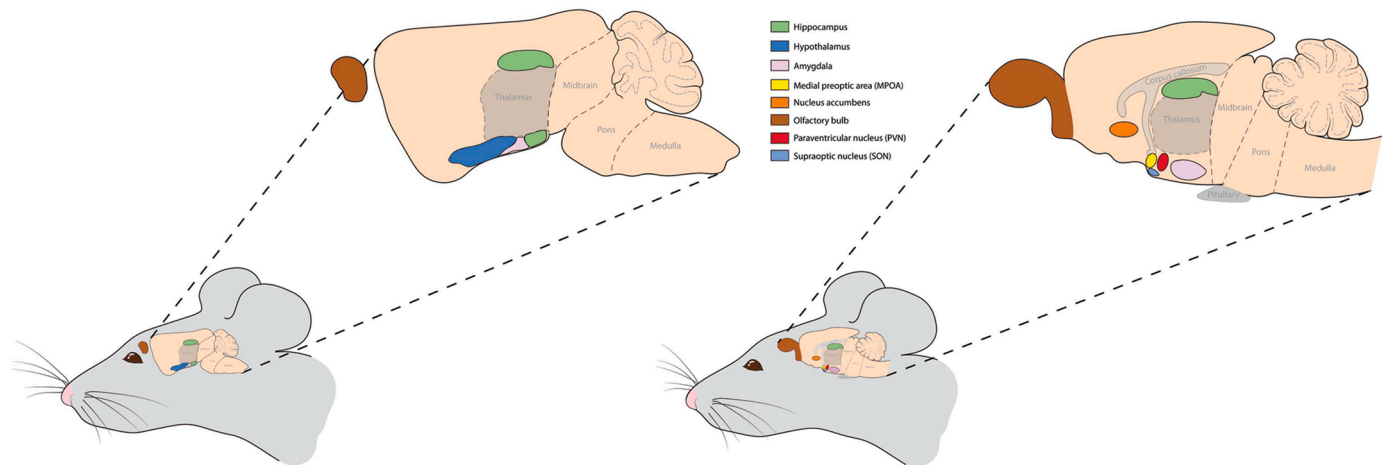 Hippocampus
Hypothalamus
Amygdala
Medial preoptic area (MPOA)
Nucleus accumbens
Olfactory bulb
Paraventricular nucleus (PVN)
Supraoptic nucleus (SON)
Thalamus
Midbrain
Pons
Medulla
Corpus callosum
Thalamus
Midbrain
Pons
Medulla
Pituitary